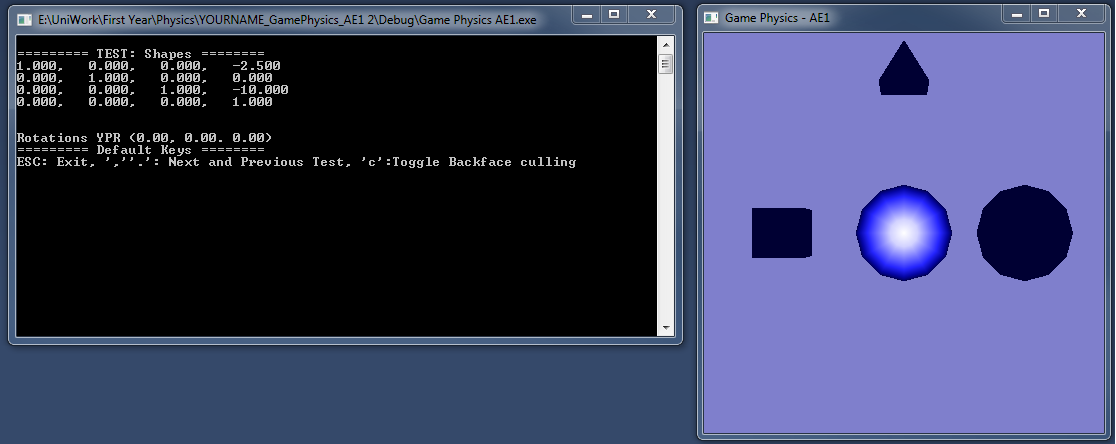 E:\UniWork\First Year\Physics\YOURNAME_GamePhysics_AE1 2\Debug\Game Physics AE1.exe
========= TEST: Shapes ========
1.000,   0.000,   0.000,   -2.500
0.000,   1.000,   0.000,   0.000
0.000,   0.000,   1.000,   -10.000
0.000,   0.000,   0.000,   1.000
Rotations YPR (0.00, 0.00. 0.00)
========= Default Keys ========
ESC: Exit, ',''.': Next and Previous Test, 'c':Toggle Backface culling
Game Physics - AE1